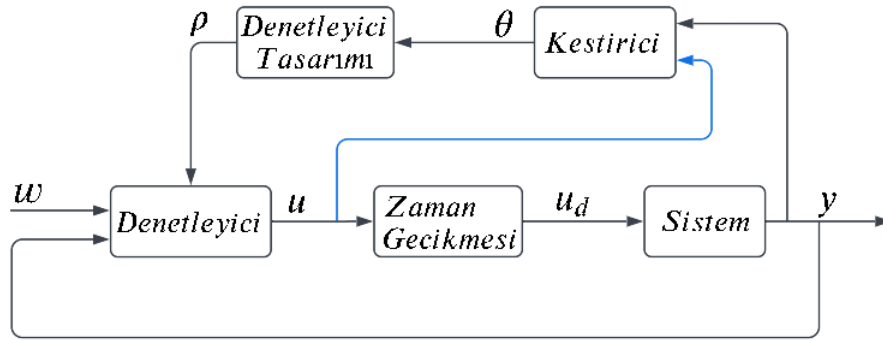 ρ
Denetleyici
Tasarımı
θ
Kestirici
w
Denetleyici
u
Zaman
Gecikmesi
u_d
Sistem
y